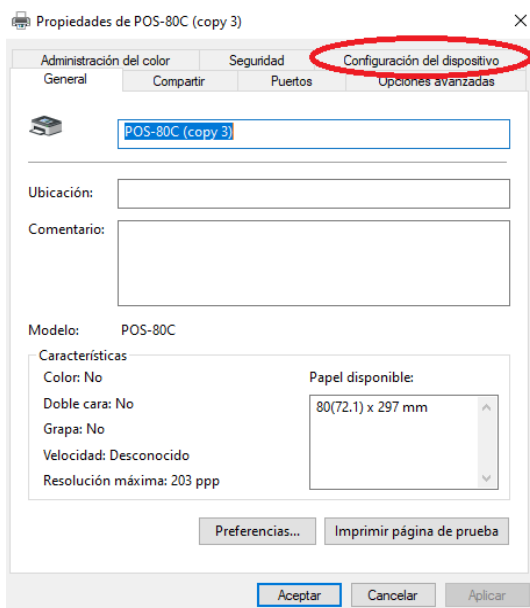 Propiedades de POS-80C (copy 3)
Administración del color Seguridad Configuración del dispositivo
General Compartir Puertos Opciones avanzadas
POS-80C (copy 3)
Ubicación:
Comentario:
Modelo: POS-80C
Características
Color: No
Doble cara: No
Grapa: No
Velocidad: Desconocido
Resolución máxima: 203 ppp
Papel disponible:
80(72.1) x 297 mm
Preferencias... Imprimir página de prueba
Aceptar Cancelar Aplicar